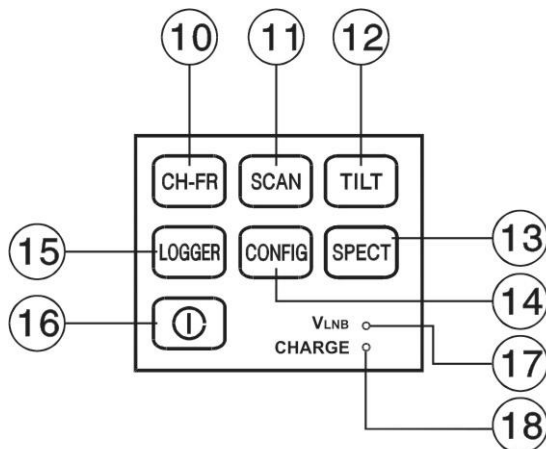 10 11 12
CH-FR SCAN TILT
LOGGER CONFIG SPECT
13
15
14
16
VLNB
17
CHARGE
18